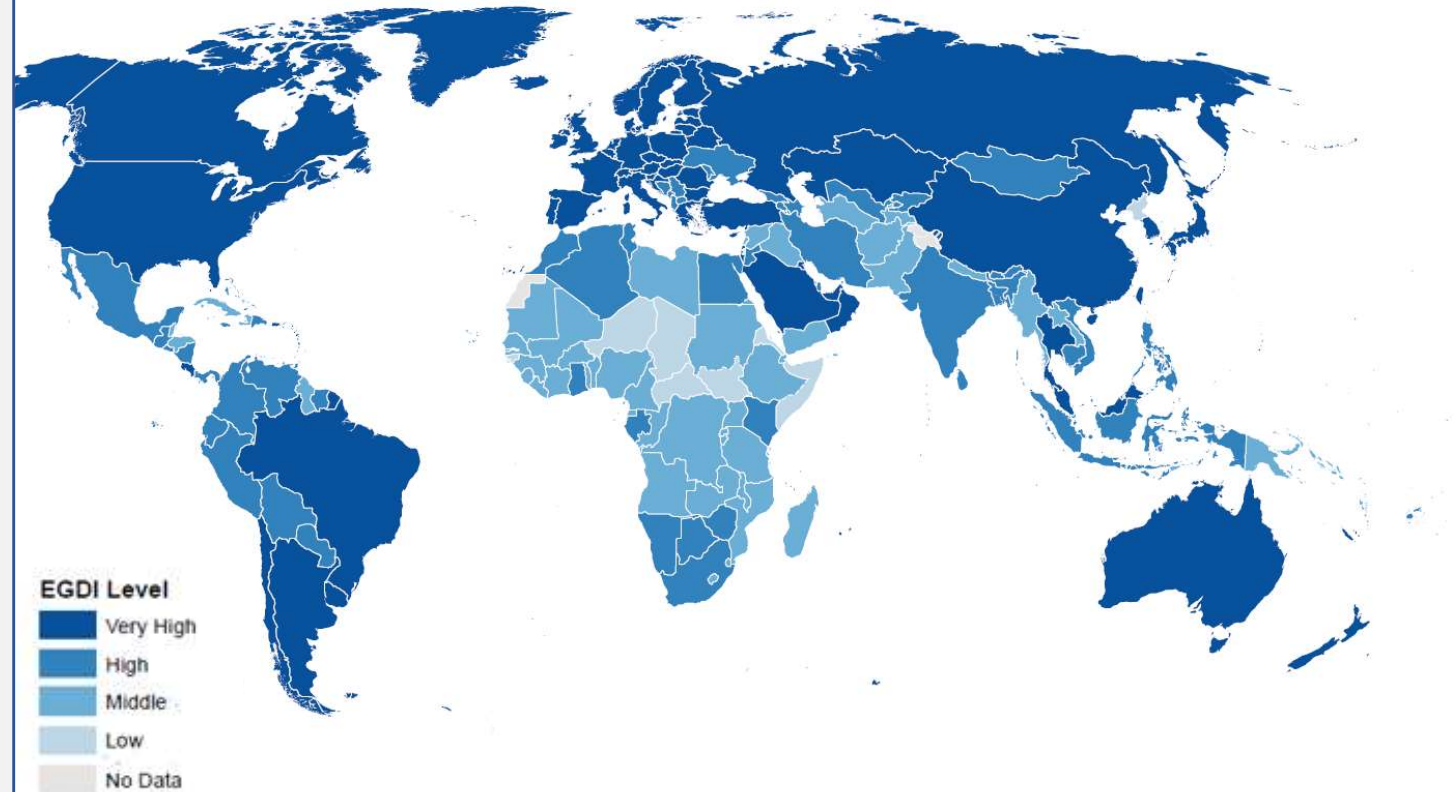 EGDI Level
Very High
High
Middle
Low
No Data